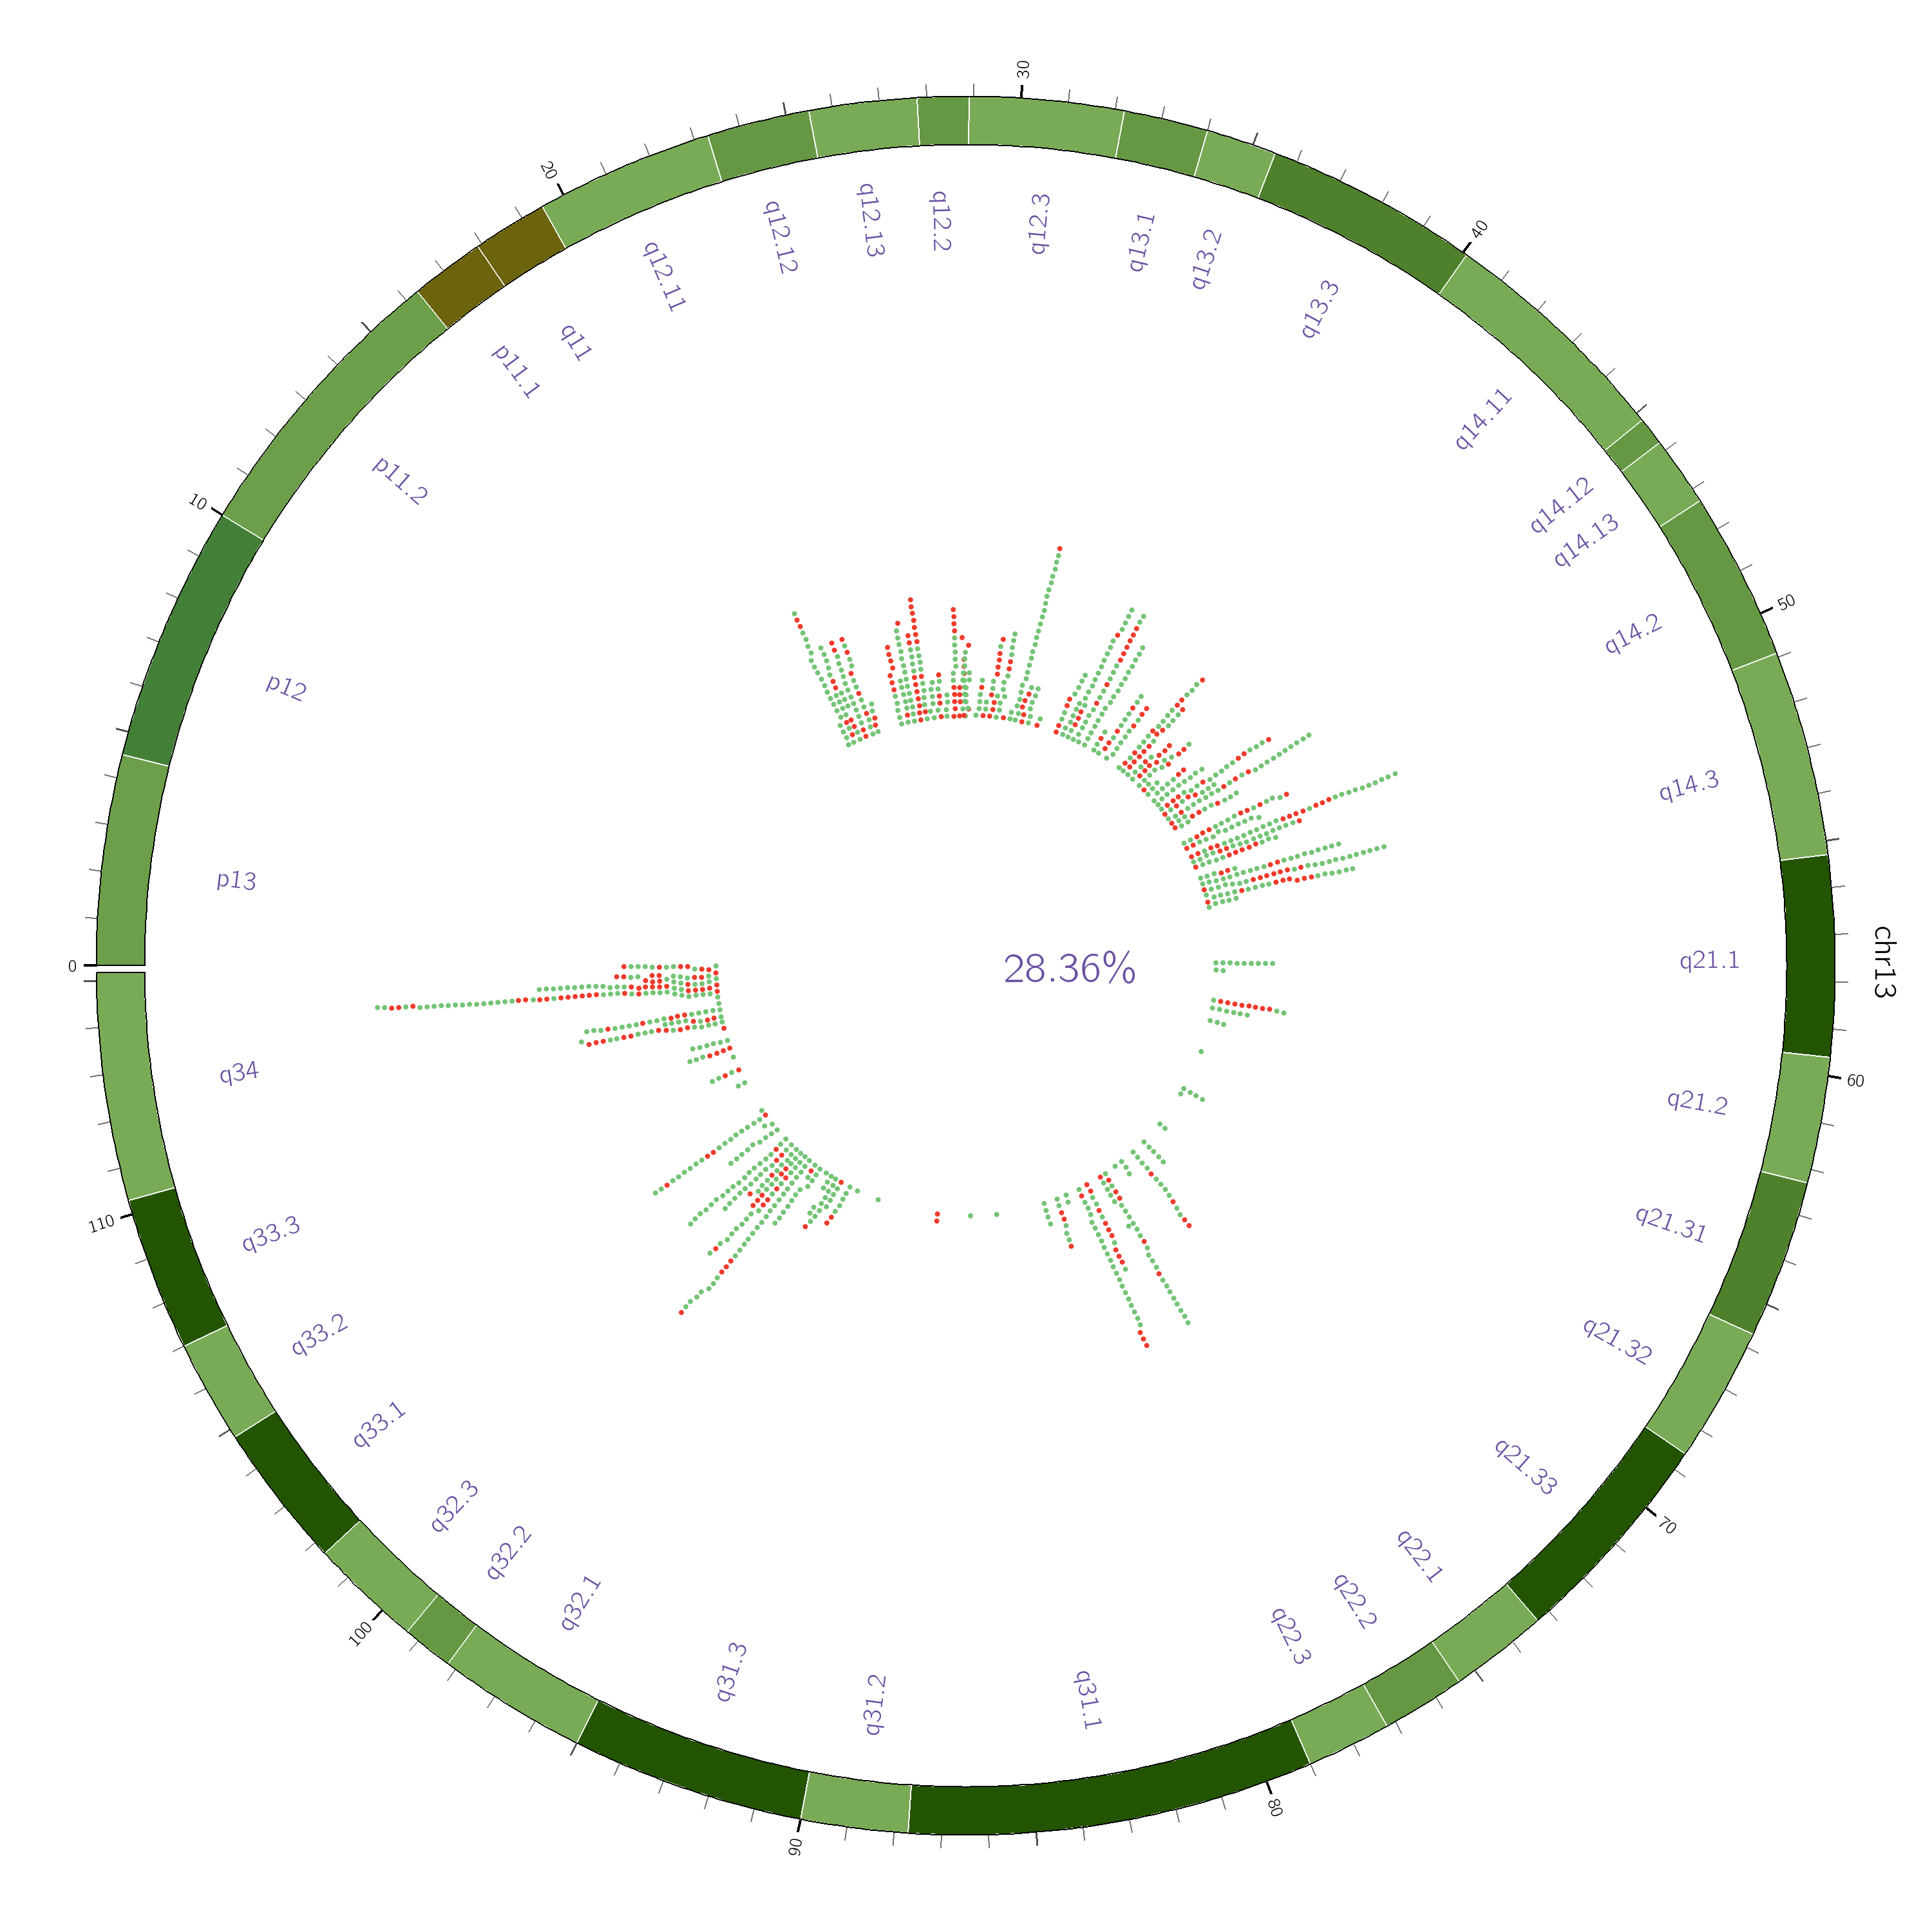 0
10
20
30
40
50
60
70
80
90
100
110
chr13
p13
p12
p11.2
p11.1
q11
q12.11
q12.12
q12.13
q12.2
q12.3
q13.1
q13.2
q13.3
q14.11
q14.12
q14.13
q14.2
q14.3
q21.1
q21.2
q21.31
q21.32
q21.33
q22.1
q22.2
q22.3
q31.1
q31.2
q31.3
q32.1
q32.2
q32.3
q33.1
q33.2
q33.3
q34
28.36%